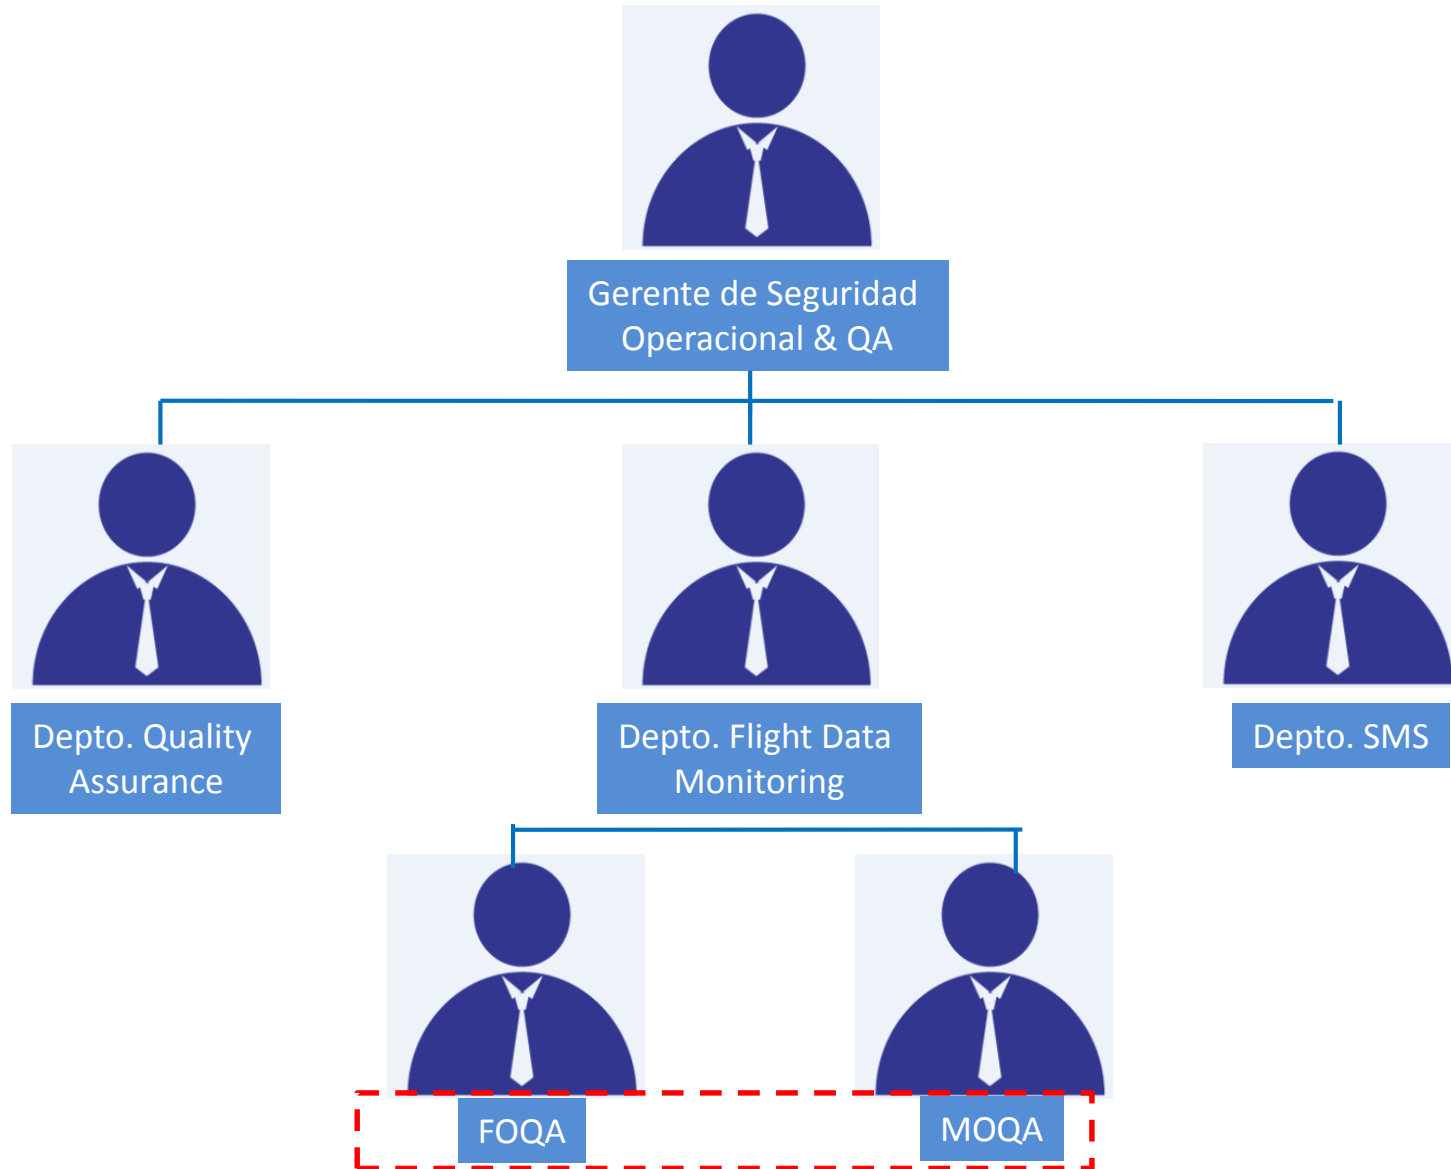 Gerente de Seguridad
Operacional & QA
Depto. Quality
Assurance
Depto. Flight Data
Monitoring
Depto. SMS
FOQA
MOQA